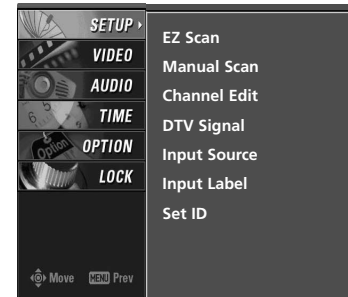 SETUP
VIDEO
AUDIO
TIME
OPTION
LOCK
Move MENU Prev
EZ Scan
Manual Scan
Channel Edit
DTV Signal
Input Source
Input Label
Set ID